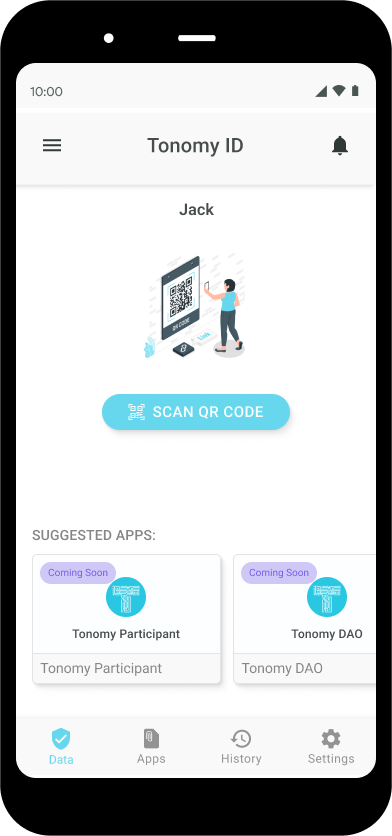 10:00
Tonomy ID
Jack
QR CODE
SCAN QR CODE
SUGGESTED APPS:
Coming Soon
Tonomy Participant
Tonomy Participant
Coming Soon
Tonomy DAO
Tonomy DAO
Data
Apps
History
Settings